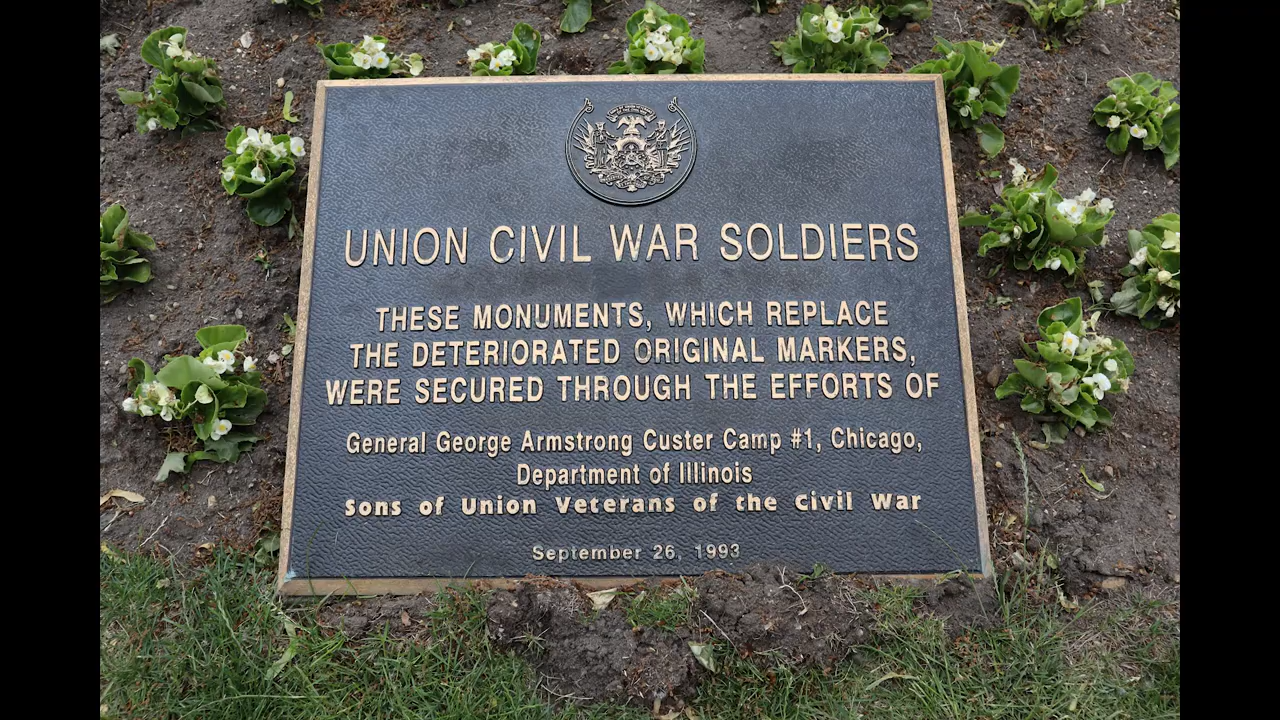 UNION CIVIL WAR SOLDIERS
THESE MONUMENTS, WHICH REPLACE
THE DETERIORATED ORIGINAL MARKERS,
WERE SECURED THROUGH THE EFFORTS OF
General George Armstrong Custer Camp #1, Chicago,
Department of Illinois
Sons of Union Veterans of the Civil War
September 26, 1993